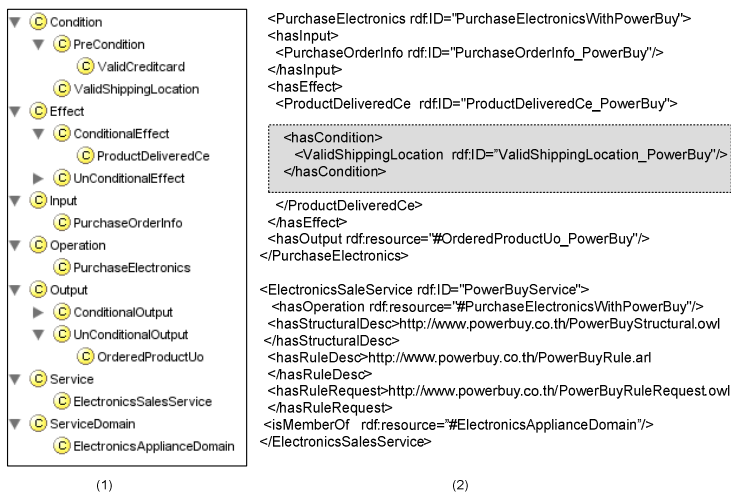 Condition
PreCondition
ValidCreditcard
ValidShippingLocation
Effect
ConditionalEffect
ProductDeliveredCe
UnConditionalEffect
Input
PurchaseOrderInfo
Operation
PurchaseElectronics
Output
ConditionalOutput
UnConditionalOutput
OrderedProductUo
Service
ElectronicsSalesService
ServiceDomain
ElectronicsApplianceDomain
(1)
<PurchaseElectronics rdf:ID="PurchaseElectronicsWithPowerBuy">
<hasInput>
<PurchaseOrderInfo rdf:ID="PurchaseOrderInfo_PowerBuy"/>
</hasInput>
<hasEffect>
<ProductDeliveredCe rdf:ID="ProductDeliveredCe_PowerBuy">
<hasCondition>
<ValidShippingLocation rdf:ID="ValidShippingLocation_PowerBuy"/>
</hasCondition>
</ProductDeliveredCe>
</hasEffect>
<hasOutput rdf:resource="#OrderedProductUo_PowerBuy"/>
</PurchaseElectronics>
<ElectronicsSaleService rdf:ID="PowerBuyService">
<hasOperation rdf:resource="#PurchaseElectronicsWithPowerBuy"/>
<hasStructuralDesc>http://www.powerbuy.co.th/PowerBuyStructural.owl
</hasStructuralDesc>
<hasRuleDesc>http://www.powerbuy.co.th/PowerBuyRule.arl
</hasRuleDesc>
<hasRuleRequest>http://www.powerbuy.co.th/PowerBuyRuleRequest.owl
</hasRuleRequest>
<isMemberOf rdf:resource="#ElectronicsApplianceDomain"/>
</ElectronicsSalesService>
(2)